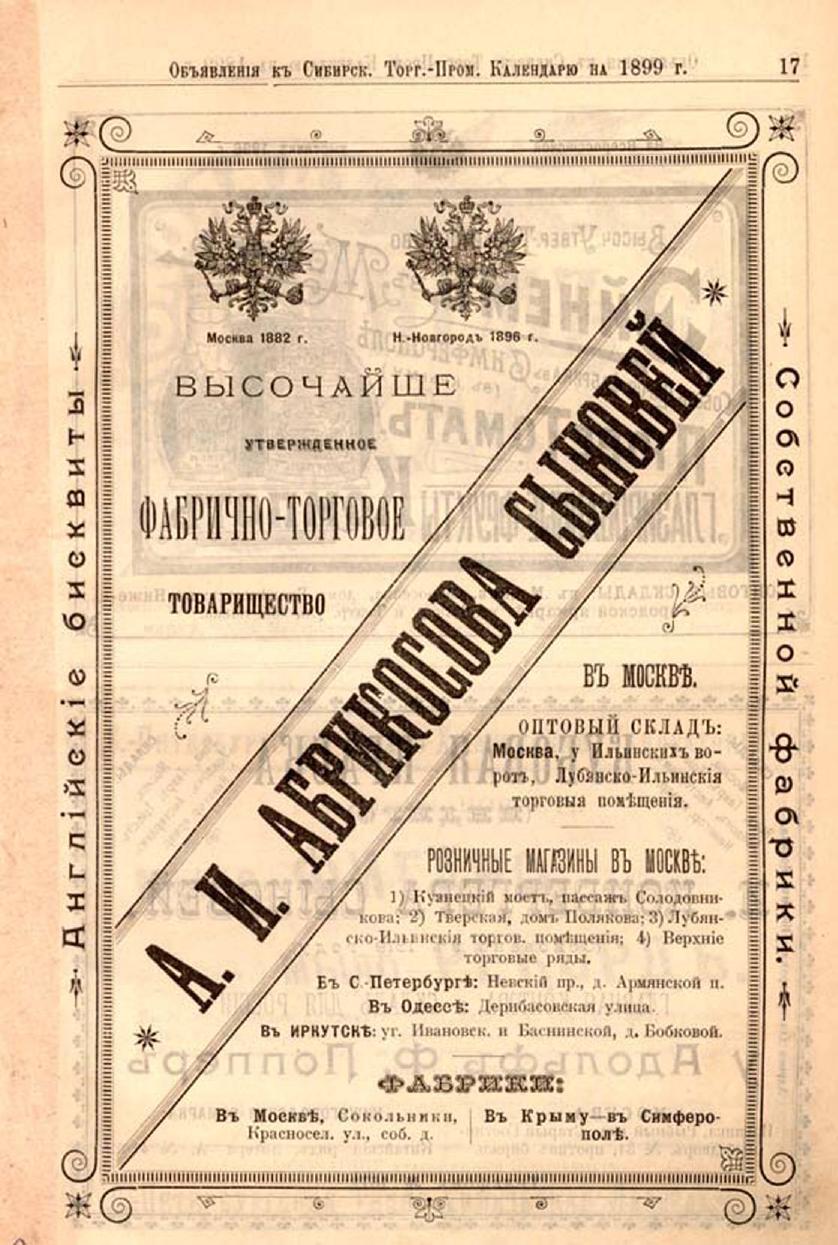 Объявленія къ Сибирск. Торг.-Пром. Календарю на 1899 г.
17
Москва 1882 г.
Н.-Новгородъ 1896 г.
ВЫСОЧАЙШЕ
УТВЕРЖДЕННОЕ
ФАБРИЧНО-ТОРГОВОЕ
ТОВАРИЩЕСТВО
А. И. АБРИКОСОВА СЫНОВЕЙ
ВЪ МОСКВѢ.
ОПТОВЫЙ СКЛАДЪ:
Москва, у Ильинскихъ во-
ротъ, Лубянско-Ильинскія
торговыя помѣщенія.
РОЗНИЧНЫЕ МАГАЗИНЫ ВЪ МОСКВѢ:
1) Кузнецкій мостъ, пассажъ Солодовни-
кова; 2) Тверская, домъ Полякова; 3) Лубян-
ско-Ильинскія торгов. помѣщенія; 4) Верхніе
торговые ряды.
Въ С.-Петербургѣ: Невскій пр., д. Армянской ц.
Въ Одессѣ: Дерибасовская улица.
Въ ИРКУТСКѢ: уг. Ивановск. и Баснинской, д. Бобковой.
ФАБРИКИ:
Въ Москвѣ, Сокольники,
Красносел. ул., соб. д.
Въ Крыму—въ Симферо-
полѣ.
Англійскіе бисквиты
Собственной фабрики.